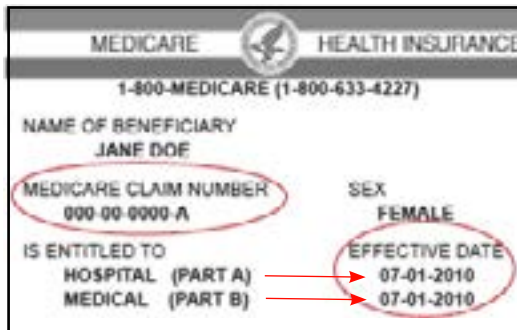 MEDICARE HEALTH INSURANCE
1-800-MEDICARE (1-800-633-4227)
NAME OF BENEFICIARY
JANE DOE
MEDICARE CLAIM NUMBER SEX
000-00-0000-A FEMALE
IS ENTITLED TO EFFECTIVE DATE
HOSPITAL (PART A) 07-01-2010
MEDICAL (PART B) 07-01-2010